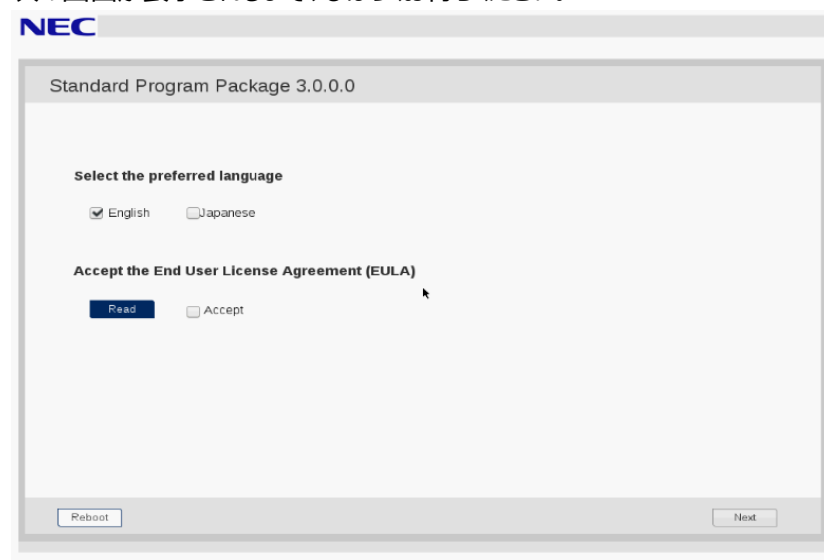 NEC
Standard Program Package 3.0.0.0
Select the preferred language
English Japanese
Accept the End User License Agreement (EULA)
Read Accept
Reboot Next